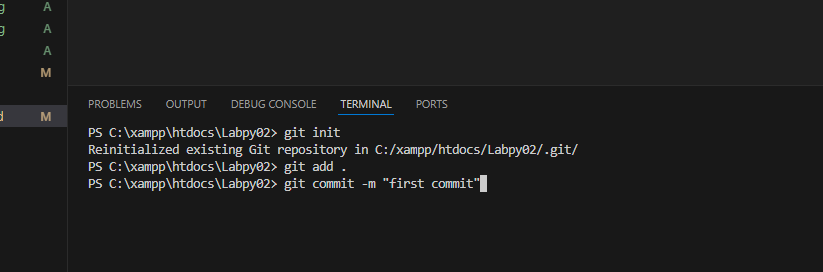 g A
g A
A
M
d M
PROBLEMS OUTPUT DEBUG CONSOLE TERMINAL PORTS
PS C:\xampp\htdocs\Labpy02> git init
Reinitialized existing Git repository in C:/xampp/htdocs/Labpy02/.git/
PS C:\xampp\htdocs\Labpy02> git add .
PS C:\xampp\htdocs\Labpy02> git commit -m "first commit"